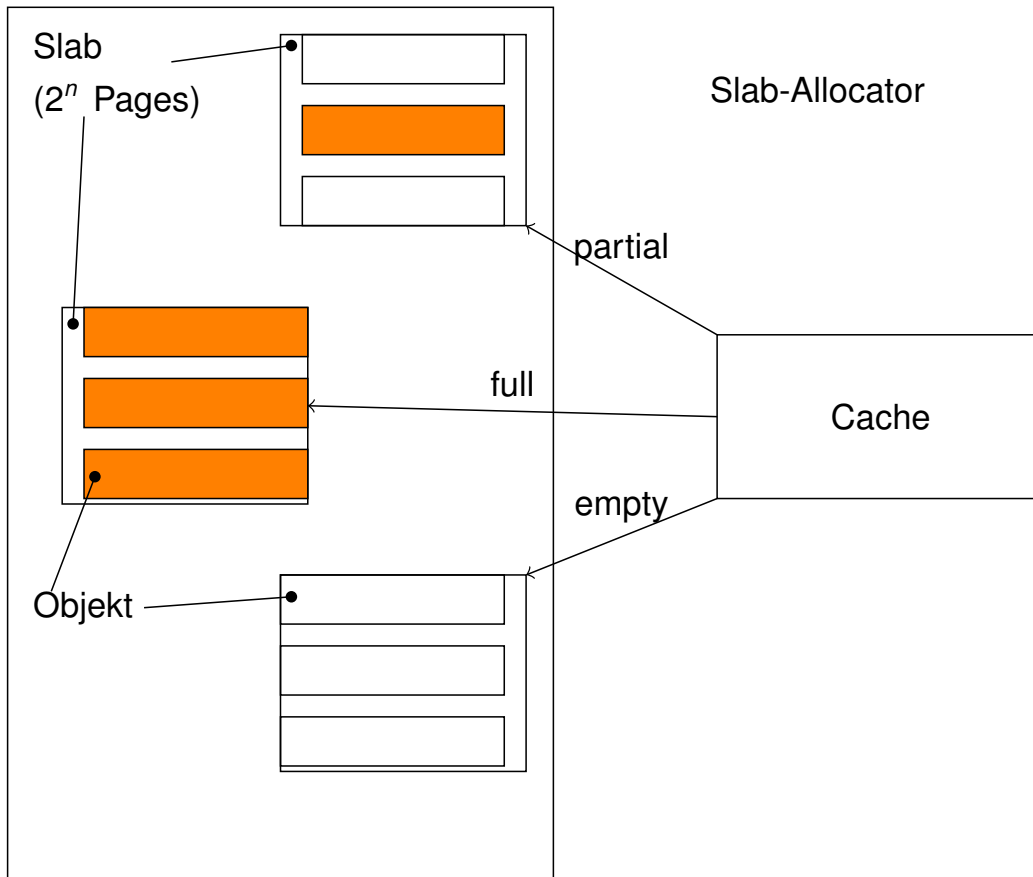 Slab
(2ⁿ Pages)
Slab-Allocator
partial
full
Cache
empty
Objekt